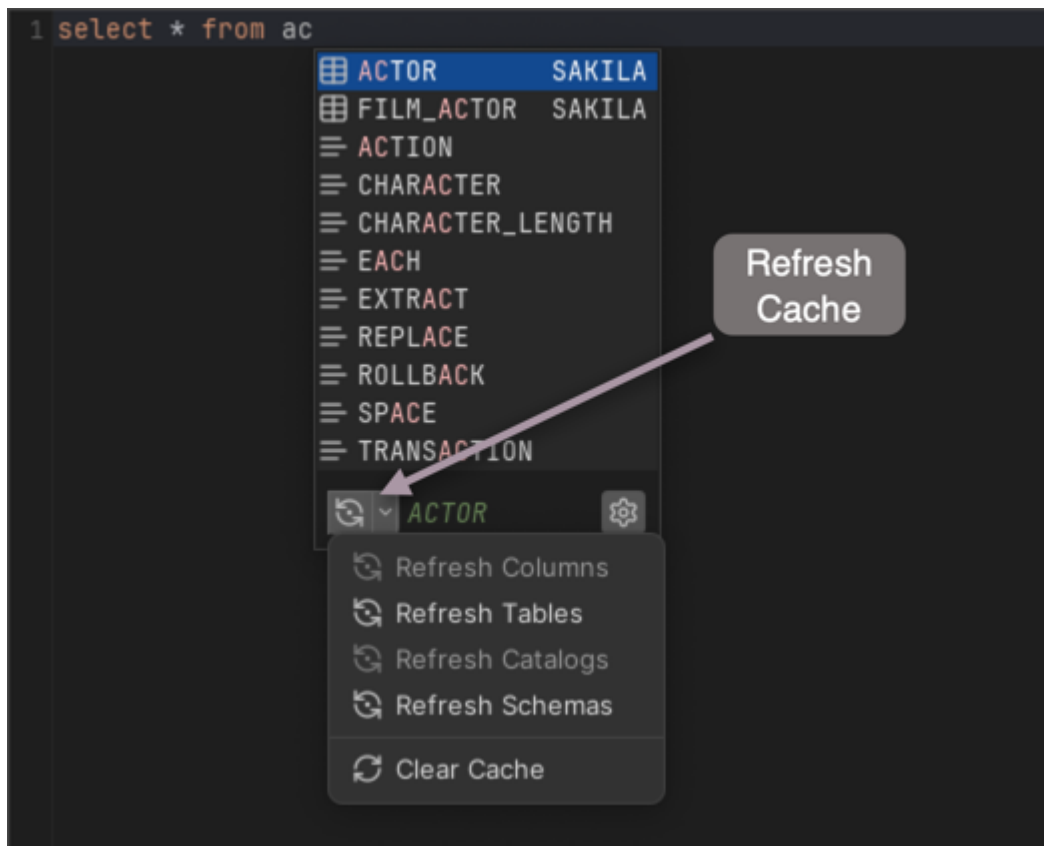 1 select * from ac
ACTOR SAKILA
FILM_ACTOR SAKILA
ACTION
CHARACTER
CHARACTER_LENGTH
EACH
EXTRACT
REPLACE
ROLLBACK
SPACE
TRANSACTION
Refresh
Cache
ACTOR
Refresh Columns
Refresh Tables
Refresh Catalogs
Refresh Schemas
Clear Cache